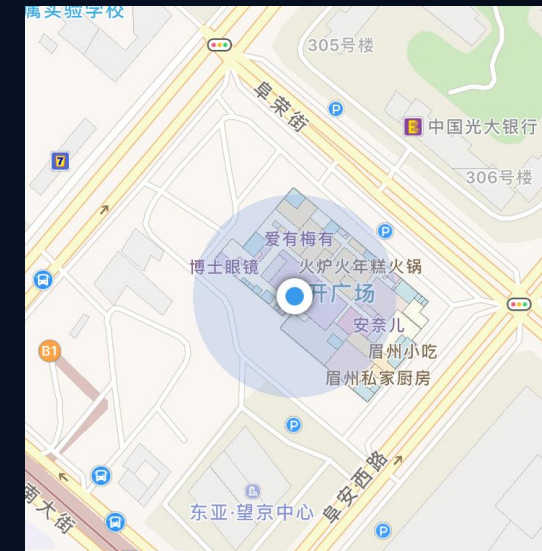 属实验学校
305号楼
阜荣街
P
中国光大银行
306号楼
7
P
爱有梅有
博士眼镜
火炉火年糕火锅
开广场
安奈儿
眉州小吃
B1
眉州私家厨房
P
阜安西路
东亚·望京中心
南大街
P